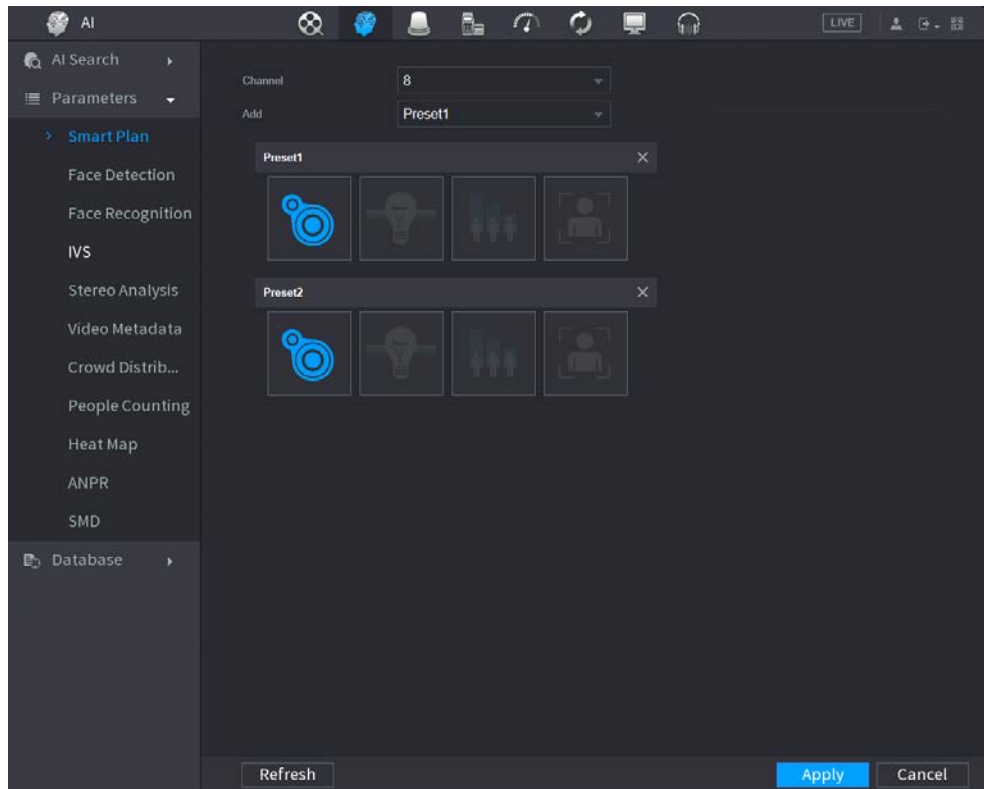 AI
LIVE
AI Search
Parameters
Smart Plan
Face Detection
Face Recognition
IVS
Stereo Analysis
Video Metadata
Crowd Distrib...
People Counting
Heat Map
ANPR
SMD
Database
Channel 8
Add Preset1
Preset1
Preset2
Refresh
Apply
Cancel